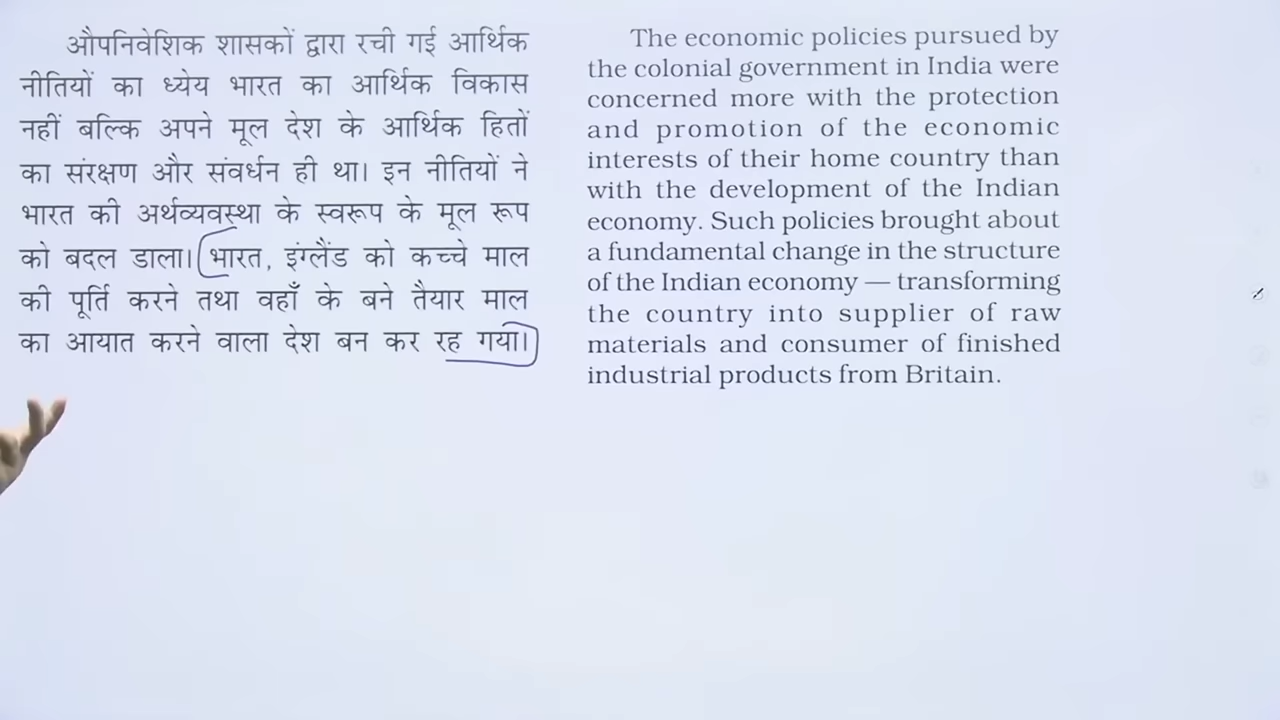 औपनिवेशिक शासकों द्वारा रची गई आर्थिक
नीतियों का ध्येय भारत का आर्थिक विकास
नहीं बल्कि अपने मूल देश के आर्थिक हितों
का संरक्षण और संवर्धन ही था। इन नीतियों ने
भारत की अर्थव्यवस्था के स्वरूप के मूल रूप
को बदल डाला। भारत, इंग्लैंड को कच्चे माल
की पूर्ति करने तथा वहाँ के बने तैयार माल
का आयात करने वाला देश बन कर रह गया।
The economic policies pursued by
the colonial government in India were
concerned more with the protection
and promotion of the economic
interests of their home country than
with the development of the Indian
economy. Such policies brought about
a fundamental change in the structure
of the Indian economy — transforming
the country into supplier of raw
materials and consumer of finished
industrial products from Britain.